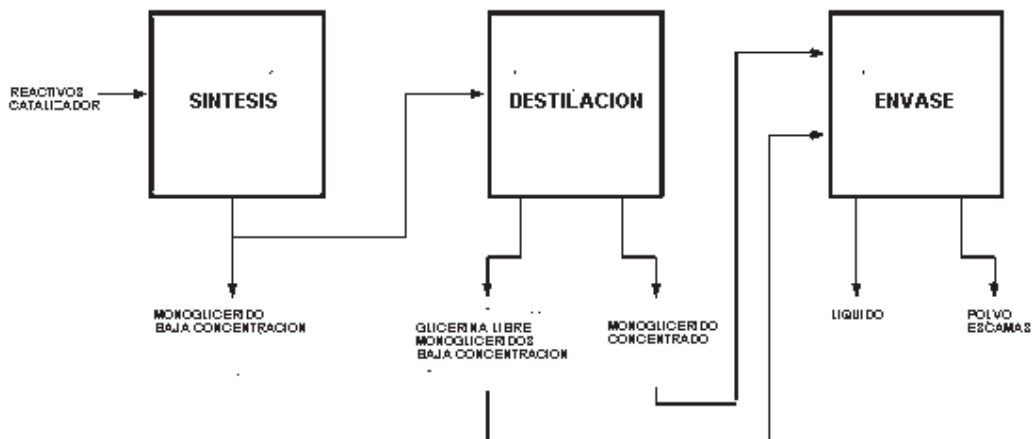 REACTIVOS
CATALIZADOR
SINTESIS
DESTILACION
ENVASE
MONOGLICERIDO
BAJA CONCENTRACION
GLICERINA LIBRE
MONOGLICERIDOS
BAJA CONCENTRACION
MONOGLICERIDO
CONCENTRADO
LIQUIDO
POLVO
ESCAMAS